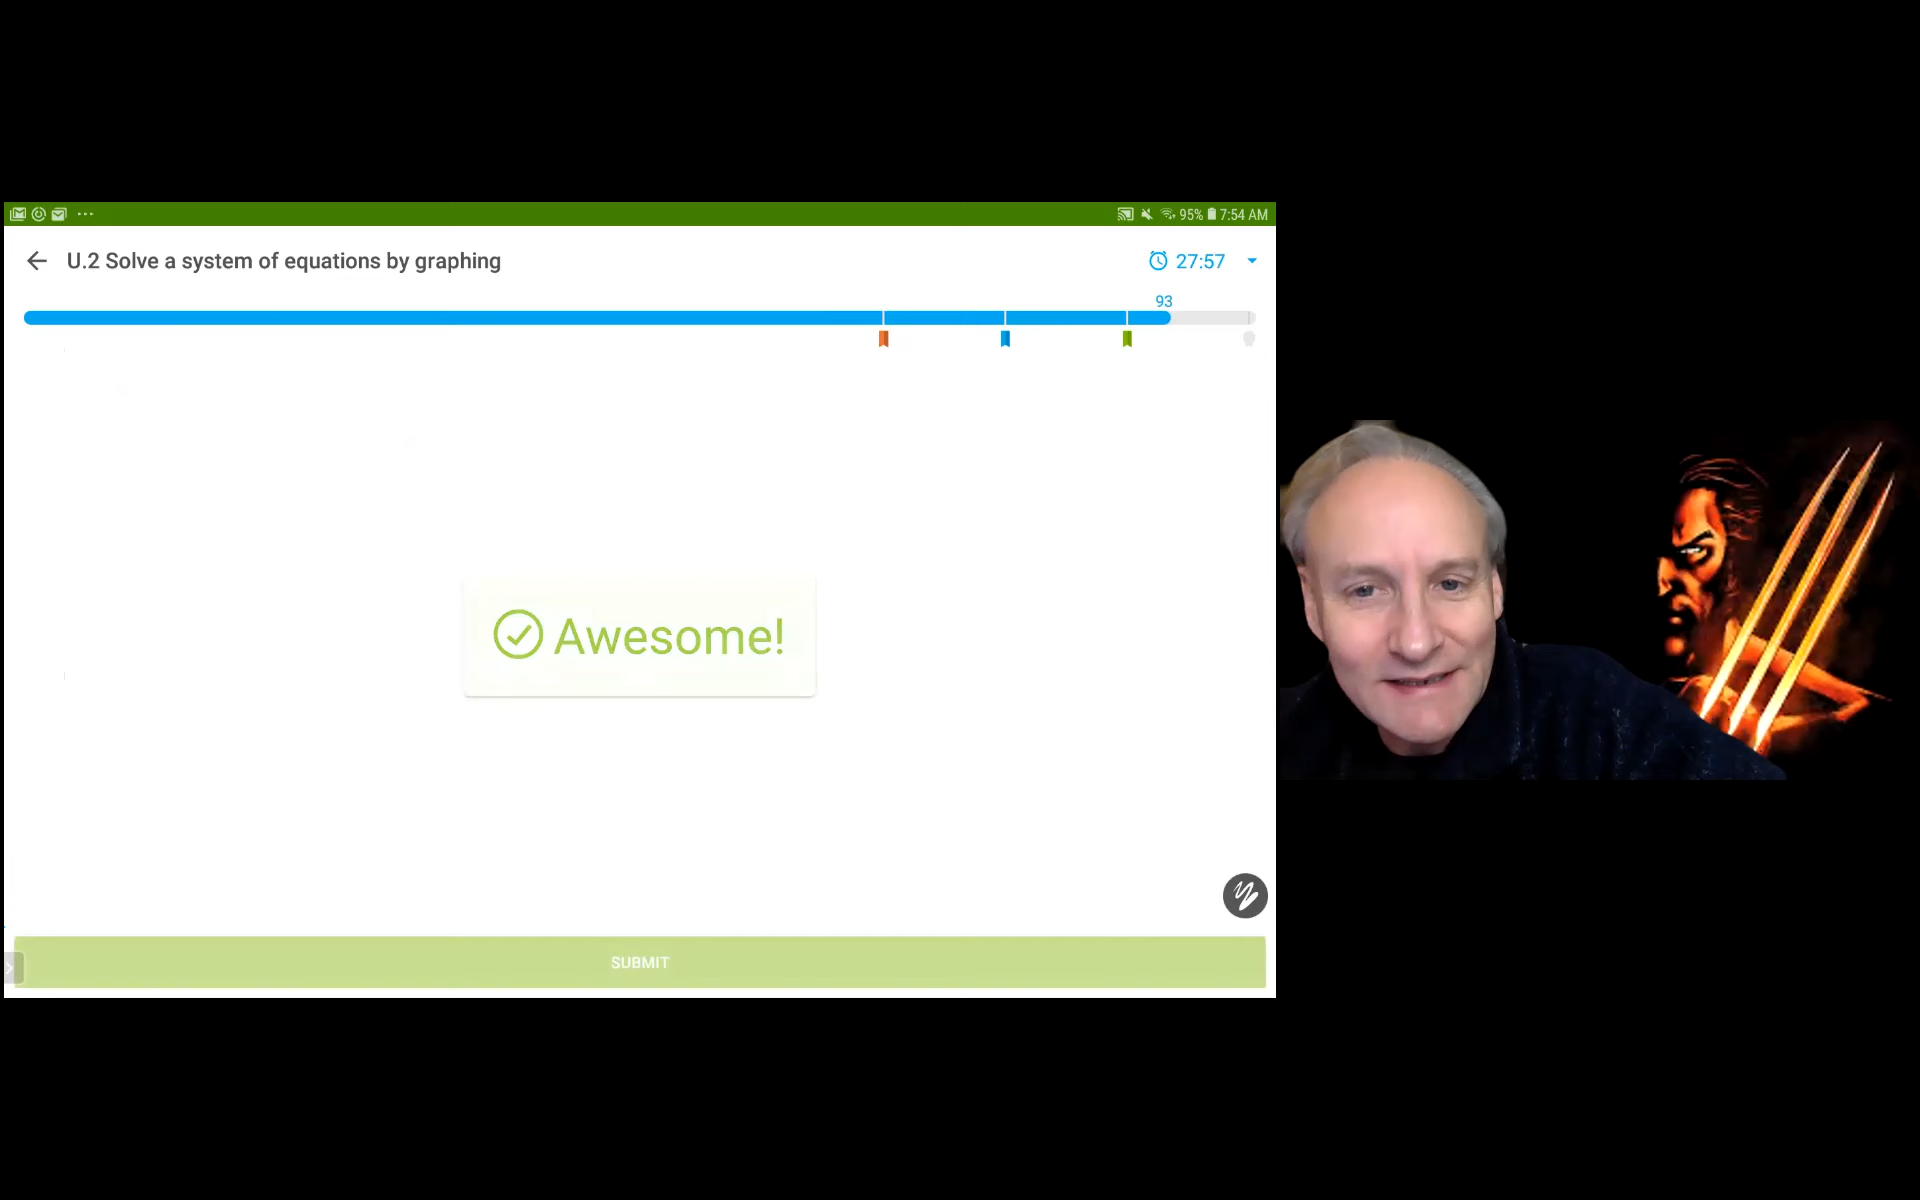 95% 7:54 AM
U.2 Solve a system of equations by graphing
27:57
93
Awesome!
SUBMIT